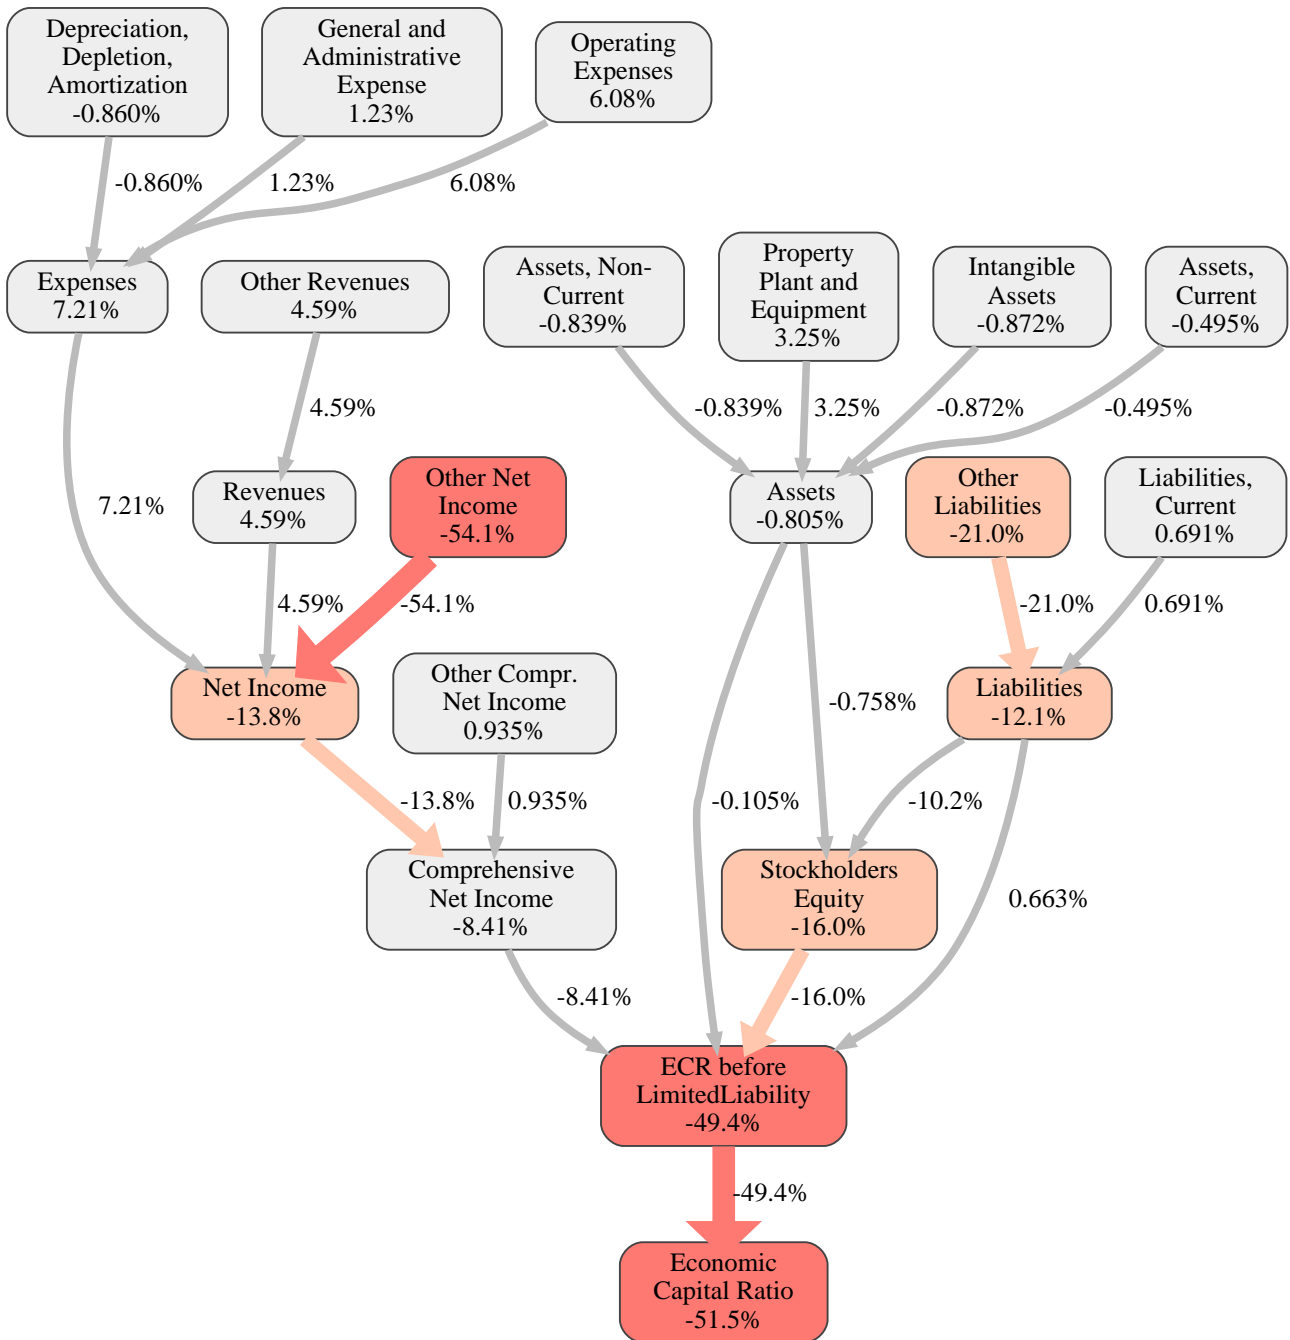 Depreciation,
Depletion,
Amortization
-0.860%
General and
Administrative
Expense
1.23%
Operating
Expenses
6.08%
-0.860%
1.23%
6.08%
Expenses
7.21%
Other Revenues
4.59%
Assets, Non-
Current
-0.839%
Property
Plant and
Equipment
3.25%
Intangible
Assets
-0.872%
Assets,
Current
-0.495%
4.59%
-0.839%
3.25%
-0.872%
-0.495%
7.21%
Revenues
4.59%
Other Net
Income
-54.1%
Assets
-0.805%
Other
Liabilities
-21.0%
Liabilities,
Current
0.691%
4.59%
-54.1%
-21.0%
0.691%
Net Income
-13.8%
Other Compr.
Net Income
0.935%
-0.758%
Liabilities
-12.1%
-13.8%
0.935%
-0.105%
-10.2%
Comprehensive
Net Income
-8.41%
Stockholders
Equity
-16.0%
0.663%
-8.41%
-16.0%
ECR before
LimitedLiability
-49.4%
-49.4%
Economic
Capital Ratio
-51.5%